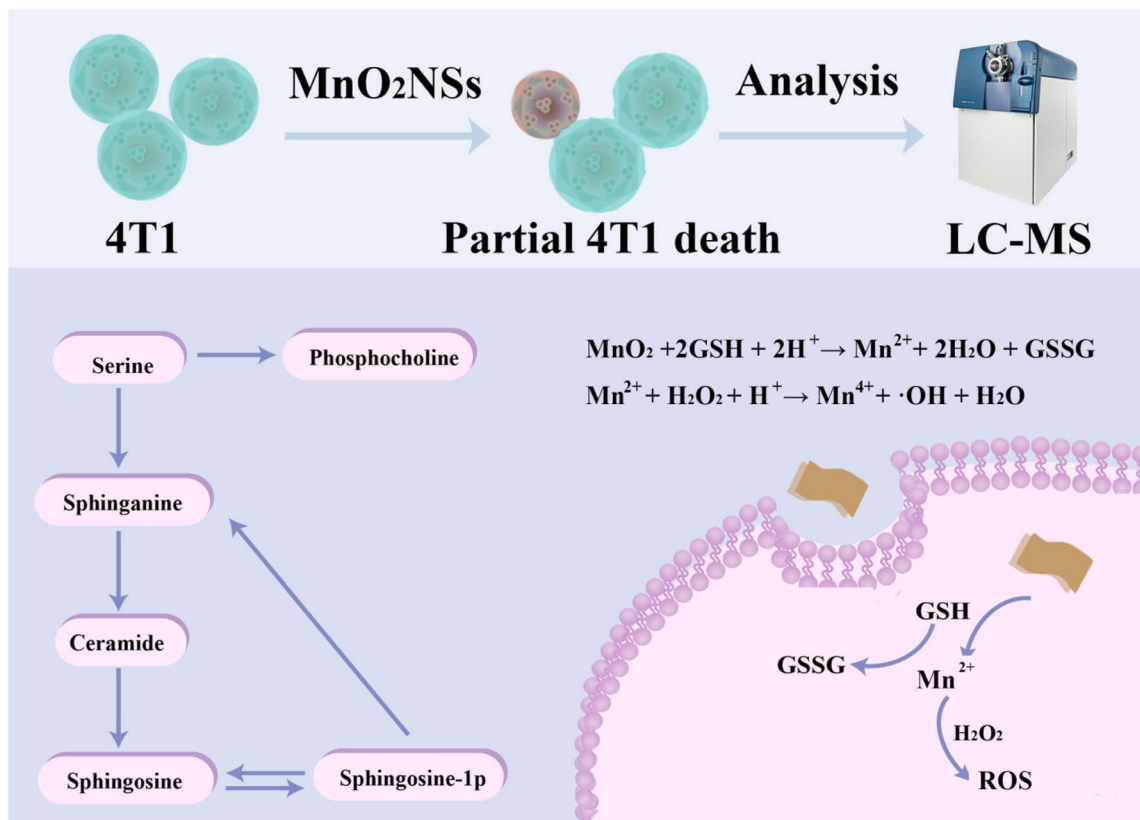 MnO₂NSs
Analysis
4T1
Partial 4T1 death
LC-MS
Serine
Phosphocholine
Sphinganine
Ceramide
Sphingosine
Sphingosine-1p
MnO₂ +2GSH + 2H⁺→ Mn²⁺+ 2H₂O + GSSG
Mn²⁺+ H₂O₂ + H⁺→ Mn⁴⁺+ ·OH + H₂O
GSH
GSSG
Mn²⁺
H₂O₂
ROS